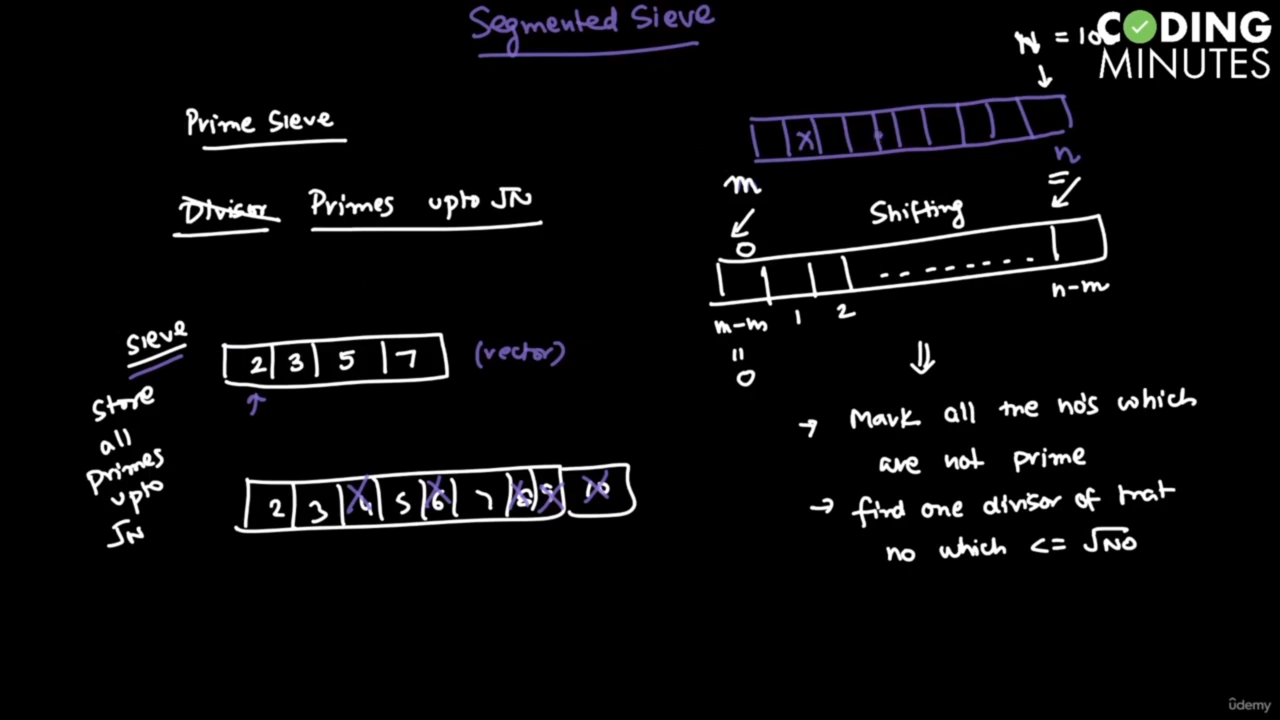 Segmented Sieve
CODING
MINUTES
N = 10
Prime Sieve
Divisor Primes upto √N
m
n
0
Shifting
m-m 1 2 n-m
0
Sieve
2 3 5 7 (vector)
store
all
primes
upto
√N
2 3 4 5 6 7 8 9 10
→ Mark all the no's which
are not prime
→ find one divisor of that
no which <= √NO
ûdemy